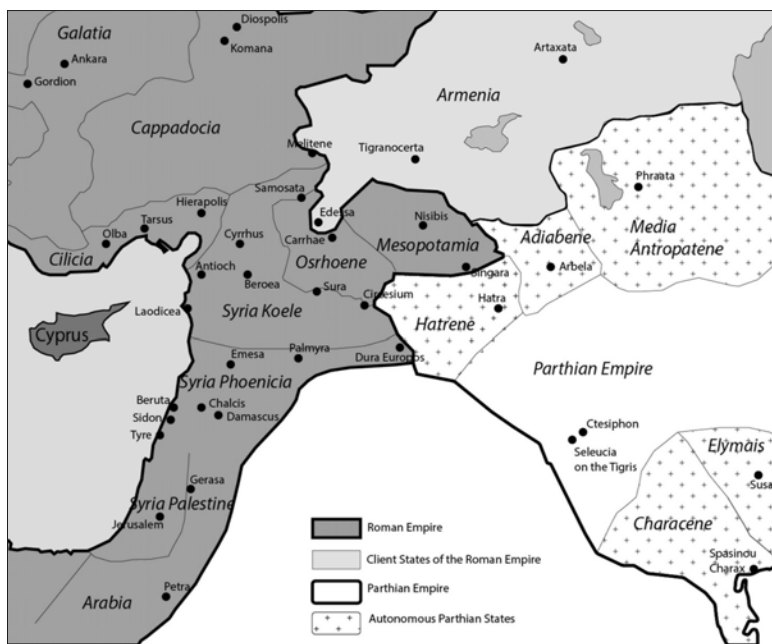 Diospolis
Galatia
Komana
Ankara
Artaxata
Gordion
Armenia
Cappadocia
Melitene
Tigranocerta
Phraata
Samosata
Hierapolis
Edessa
Nisibis
Tarsus
Media
Antropatene
Olba
Cyrrhus
Carrhae
Adiabene
Mesopotamia
Cilicia
Osrhoene
Antioch
Beroea
Singara
Arbela
Sura
Circesium
Hatra
Laodicea
Syria Koele
Hatrene
Cyprus
Palmyra
Dura Europos
Emesa
Parthian Empire
Syria Phoenicia
Beruta
Chalcis
Sidon
Damascus
Tyre
Ctesiphon
Seleucia
on the Tigris
Elymais
Gerasa
Susa
Syria Palestine
Jerusalem
Characene
Roman Empire
Client States of the Roman Empire
Spasinou
Charax
Parthian Empire
Petra
Arabia
Autonomous Parthian States